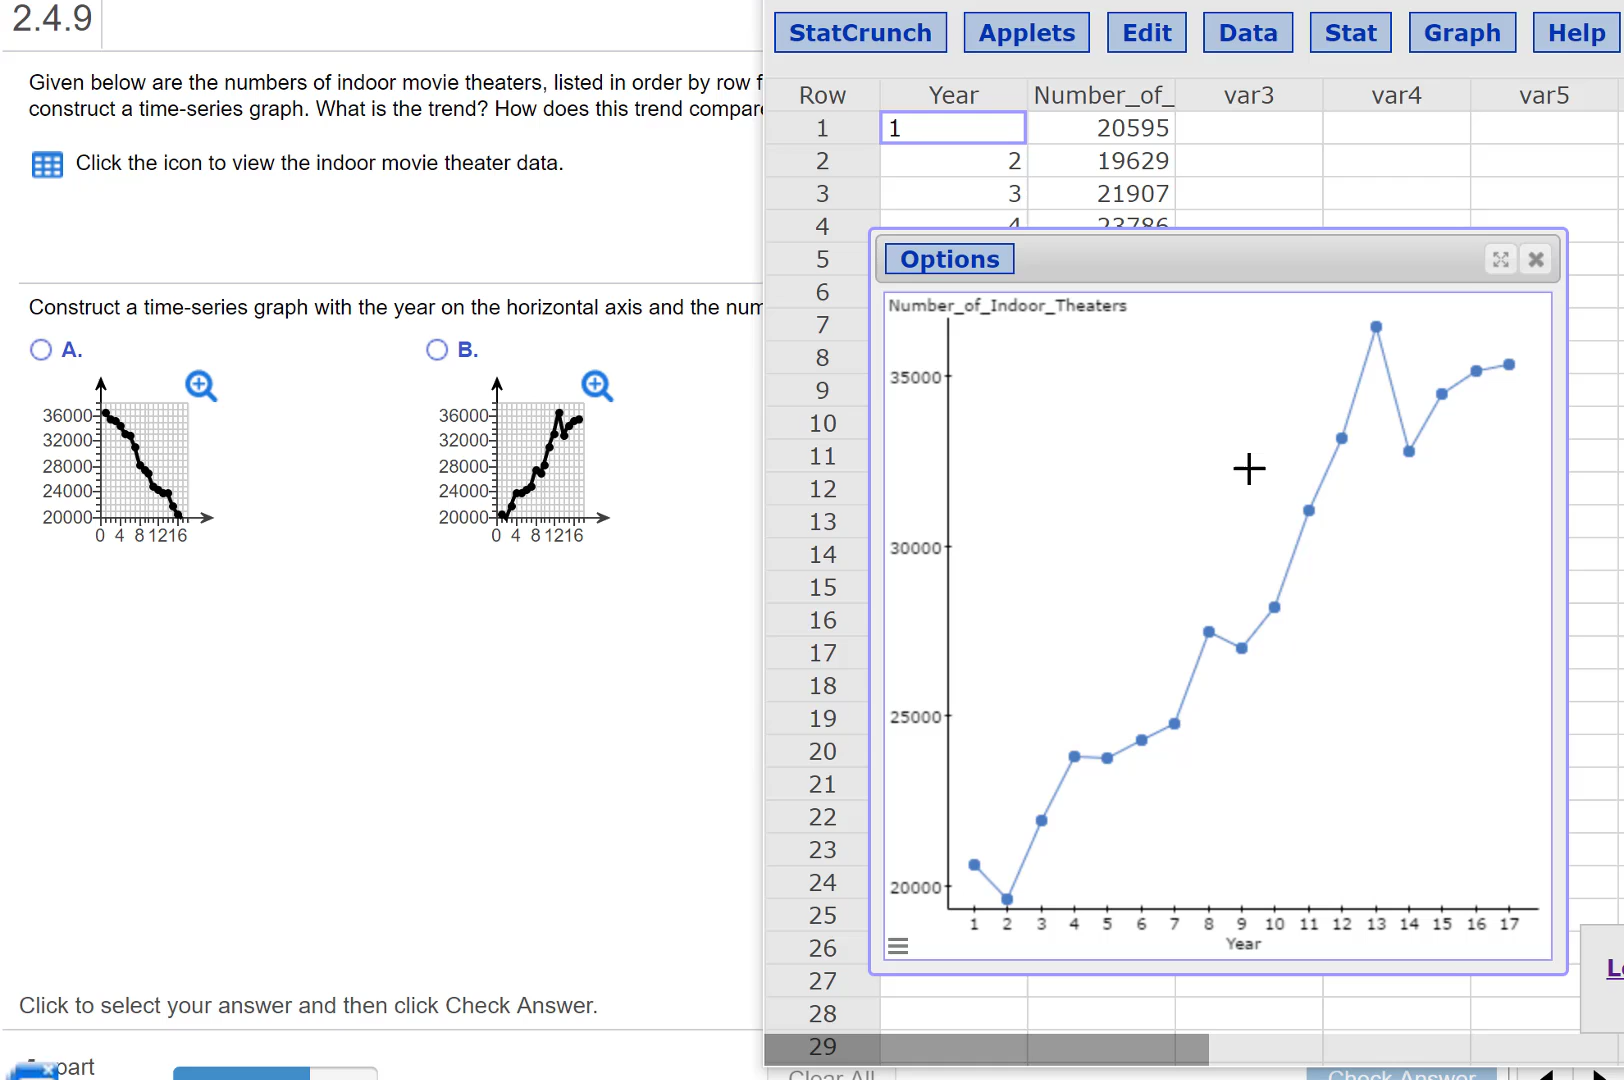 2.4.9
Given below are the numbers of indoor movie theaters, listed in order by row f
construct a time-series graph. What is the trend? How does this trend compar
Click the icon to view the indoor movie theater data.
Construct a time-series graph with the year on the horizontal axis and the num
A.
B.
36000
32000
28000
24000
20000
0 4 8 12 16
36000
32000
28000
24000
20000
0 4 8 12 16
Click to select your answer and then click Check Answer.
part
StatCrunch Applets Edit Data Stat Graph Help
Row Year Number_of_ var3 var4 var5
1 1 20595
2 2 19629
3 3 21907
4 4 23786
5
6
7
8
9
10
11
12
13
14
15
16
17
18
19
20
21
22
23
24
25
26
27
28
29
Options
Number_of_Indoor_Theaters
35000
30000
25000
20000
1 2 3 4 5 6 7 8 9 10 11 12 13 14 15 16 17
Year
Clear All
Check Answer